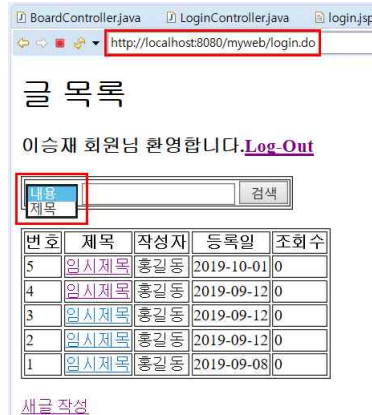 BoardController.java LoginController.java login.jsp
http://localhost:8080/myweb/login.do
글 목록
이승재 회원님 환영합니다.Log-Out
내용 검색
제목
번호 제목 작성자 등록일 조회수
5 임시제목 홍길동 2019-10-01 0
4 임시제목 홍길동 2019-09-12 0
3 임시제목 홍길동 2019-09-12 0
2 임시제목 홍길동 2019-09-12 0
1 임시제목 홍길동 2019-09-08 0
새글 작성